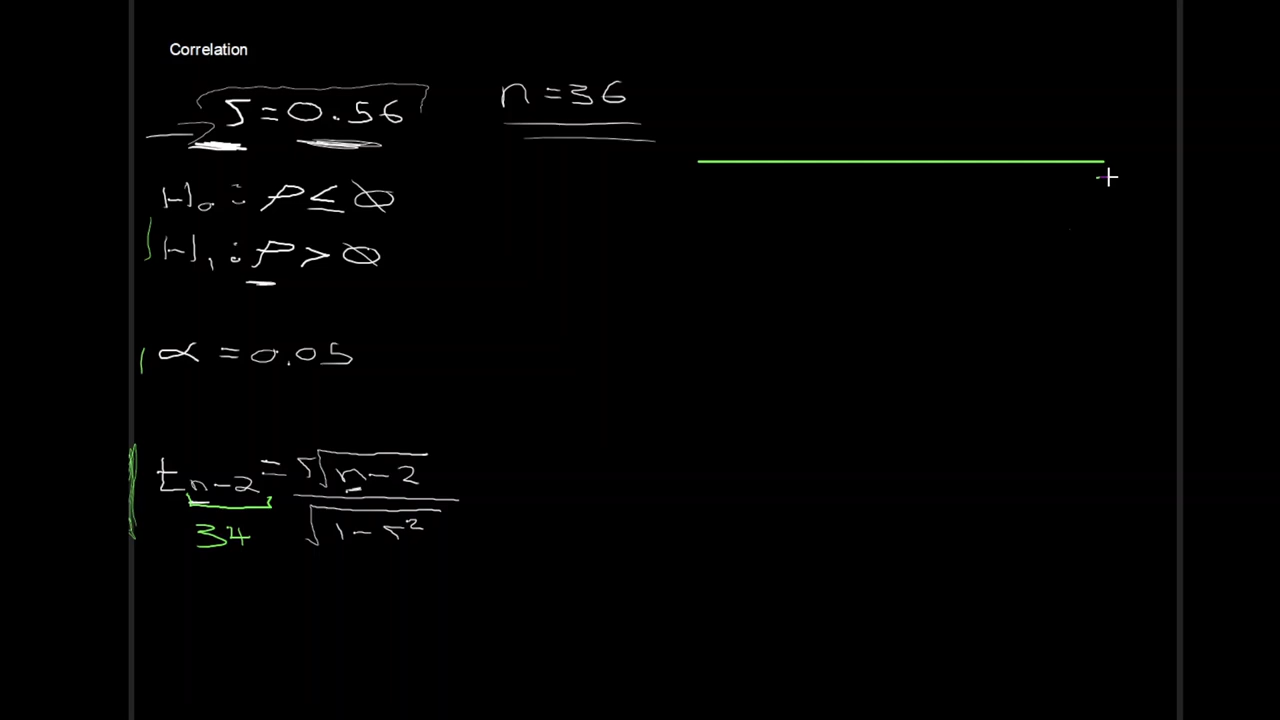 Correlation
r = 0.56
n = 36
H₀ : ρ ≤ 0
H₁ : ρ > 0
α = 0.05
tₙ₋₂ = r√(n-2) / √(1-r²)
34